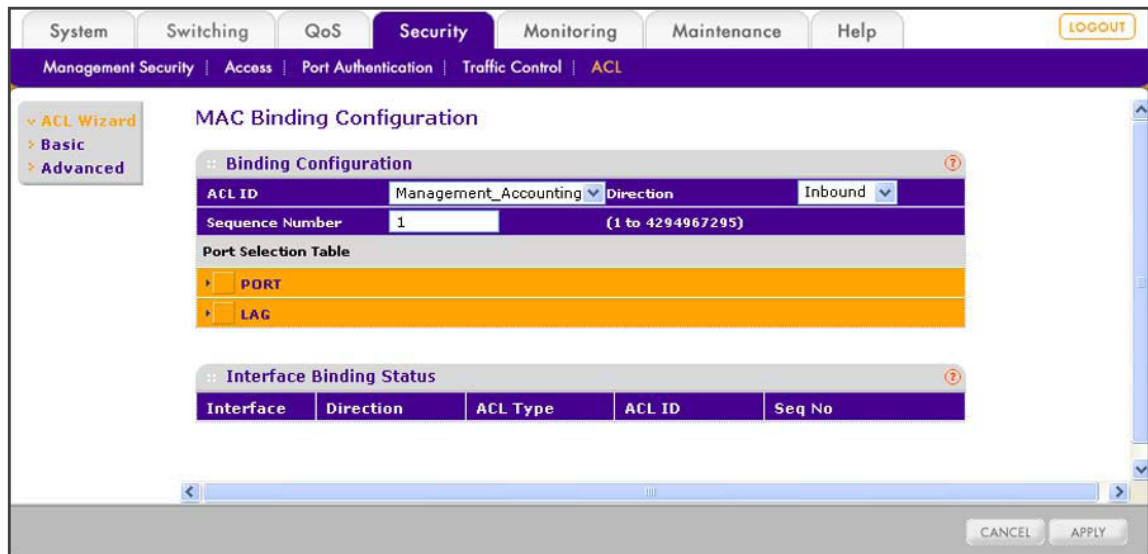 System Switching QoS Security Monitoring Maintenance Help LOGOUT
Management Security | Access | Port Authentication | Traffic Control | ACL
ACL Wizard
Basic
Advanced
MAC Binding Configuration
Binding Configuration ?
ACL ID Management_Accounting Direction Inbound
Sequence Number 1 (1 to 4294967295)
Port Selection Table
PORT
LAG
Interface Binding Status ?
Interface Direction ACL Type ACL ID Seq No
CANCEL APPLY